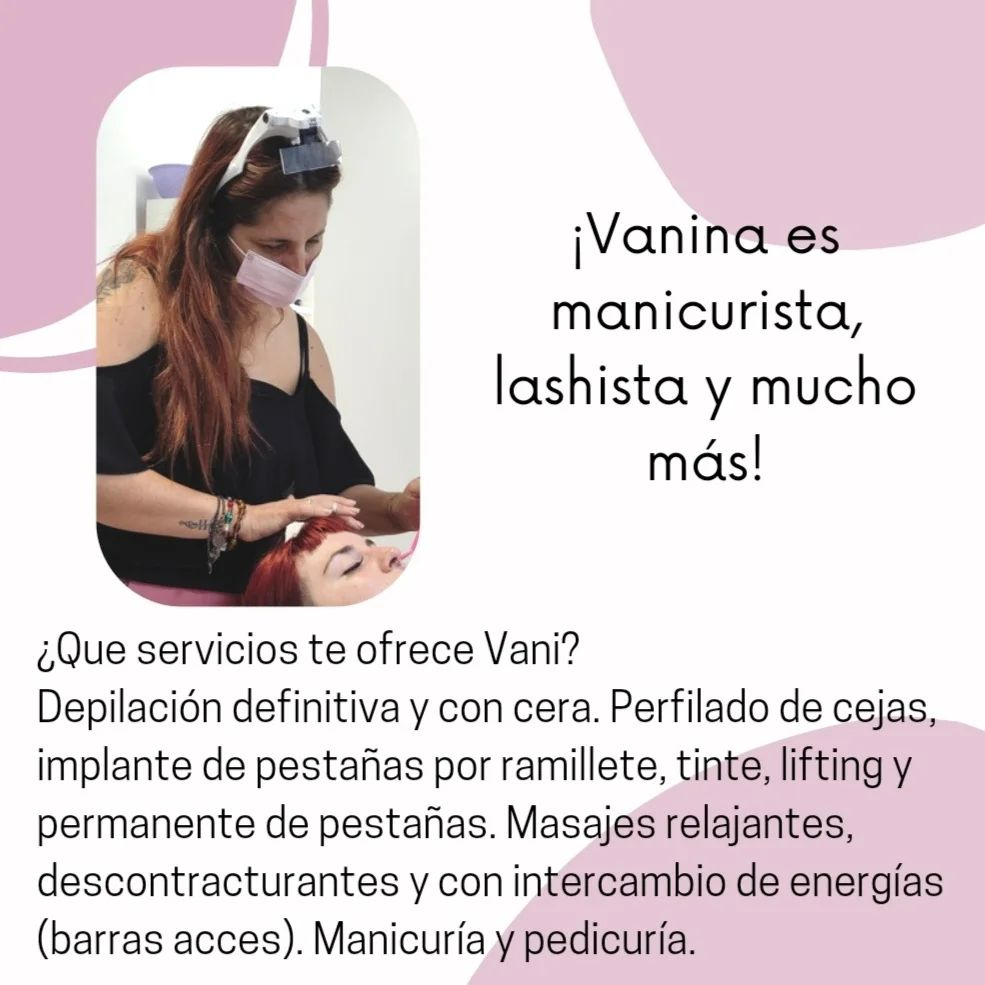 ¡Vanina es
manicurista,
lashista y mucho
más!
¿Que servicios te ofrece Vani?
Depilación definitiva y con cera. Perfilado de cejas,
implante de pestañas por ramillete, tinte, lifting y
permanente de pestañas. Masajes relajantes,
descontracturantes y con intercambio de energías
(barras acces). Manicuría y pedicuría.